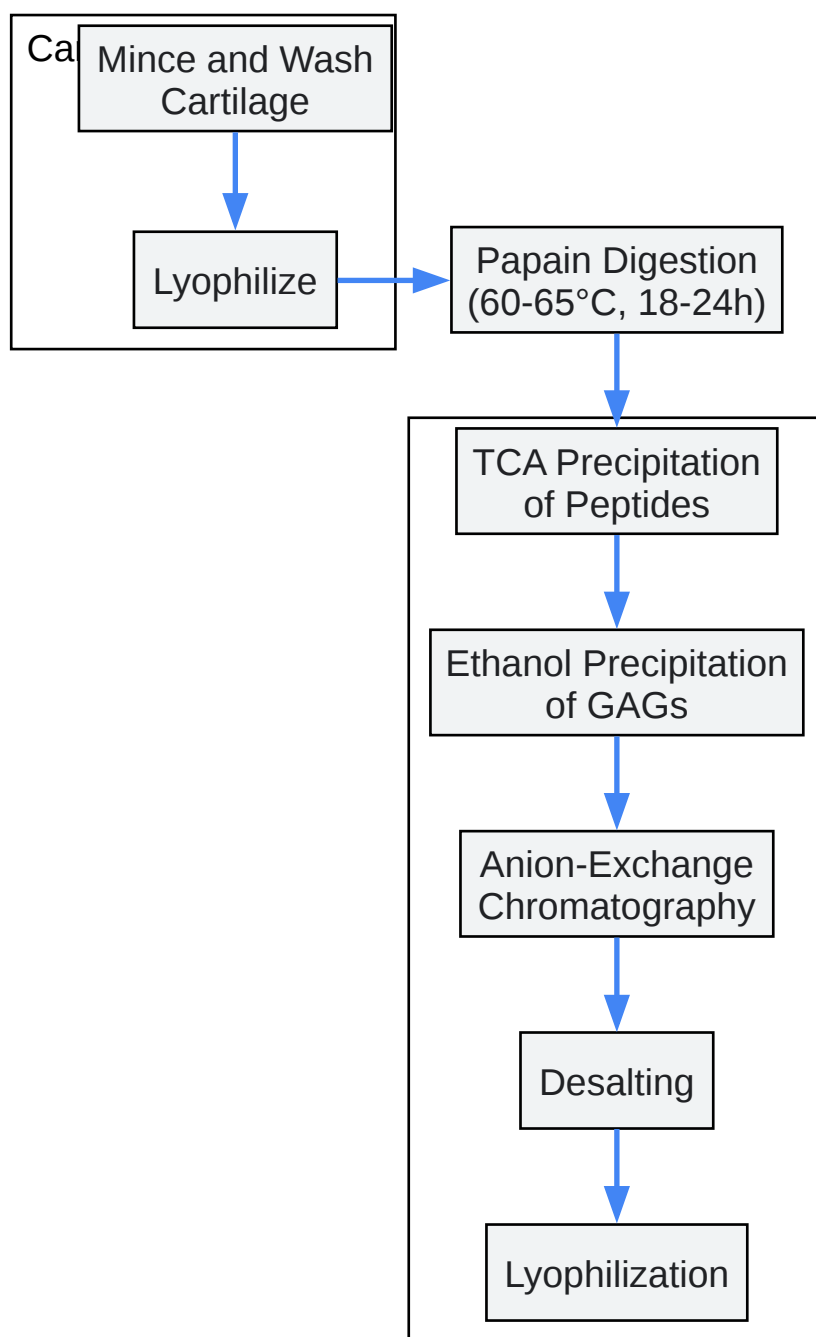 Mince and Wash
Cartilage
Lyophilize
Papain Digestion
(60-65°C, 18-24h)
TCA Precipitation
of Peptides
Ethanol Precipitation
of GAGs
Anion-Exchange
Chromatography
Desalting
Lyophilization